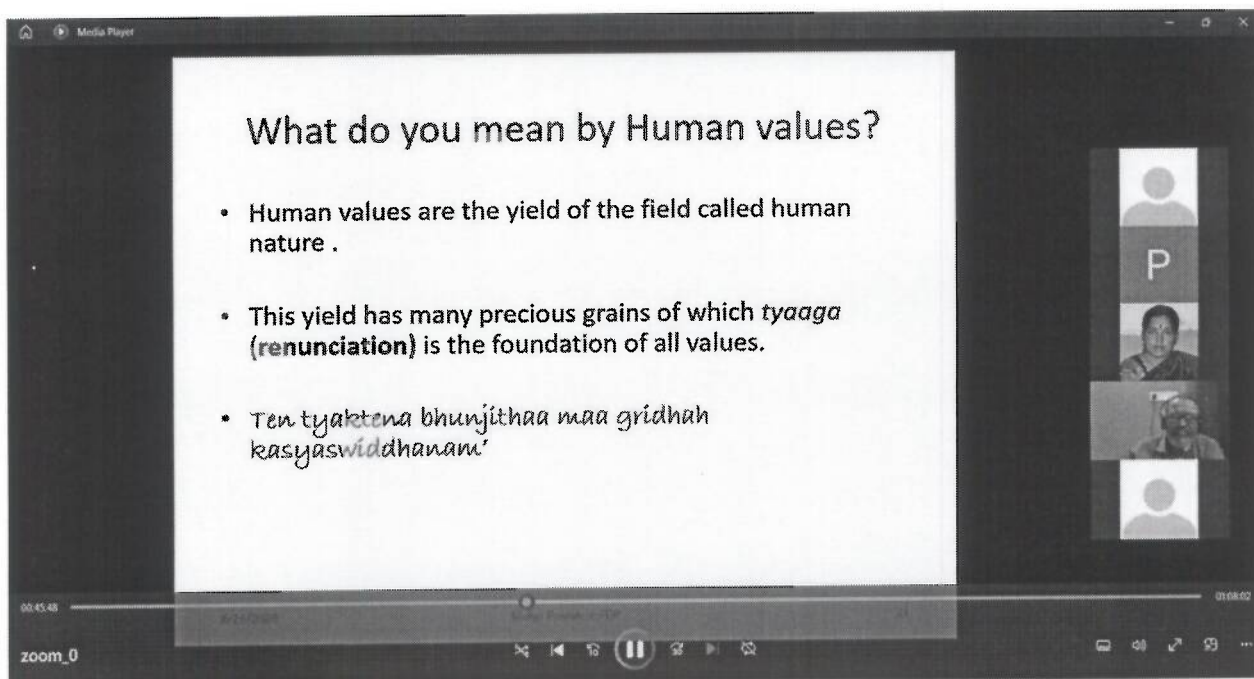 Media Player
What do you mean by Human values?
• Human values are the yield of the field called human
nature .
• This yield has many precious grains of which tyaaga
(renunciation) is the foundation of all values.
• Ten tyaktena bhunjithaa maa gridhah
kasyaswiddhanam'
P
00:45:48
01:08:02
zoom_0